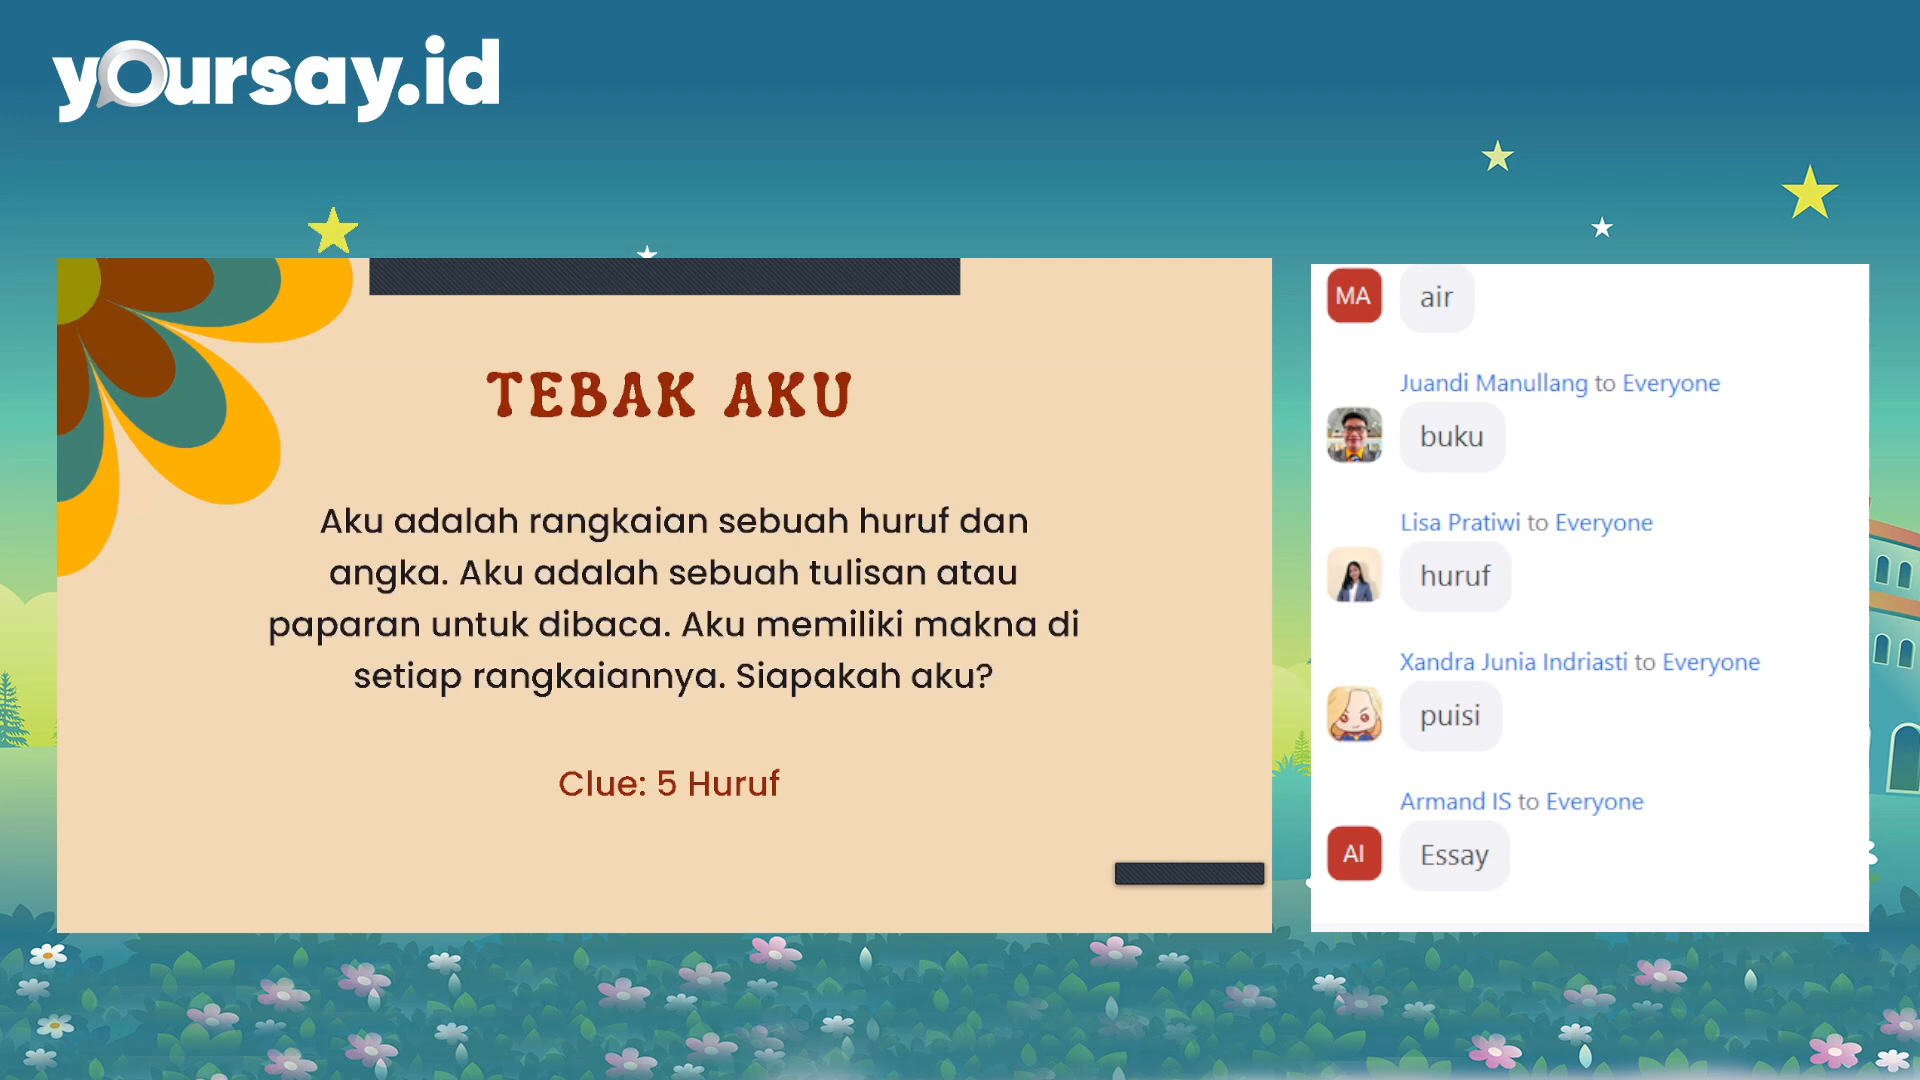 yoursay.id
TEBAK AKU
Aku adalah rangkaian sebuah huruf dan
angka. Aku adalah sebuah tulisan atau
paparan untuk dibaca. Aku memiliki makna di
setiap rangkaiannya. Siapakah aku?
Clue: 5 Huruf
MA
air
Juandi Manullang to Everyone
buku
Lisa Pratiwi to Everyone
huruf
Xandra Junia Indriasti to Everyone
puisi
Armand IS to Everyone
AI
Essay